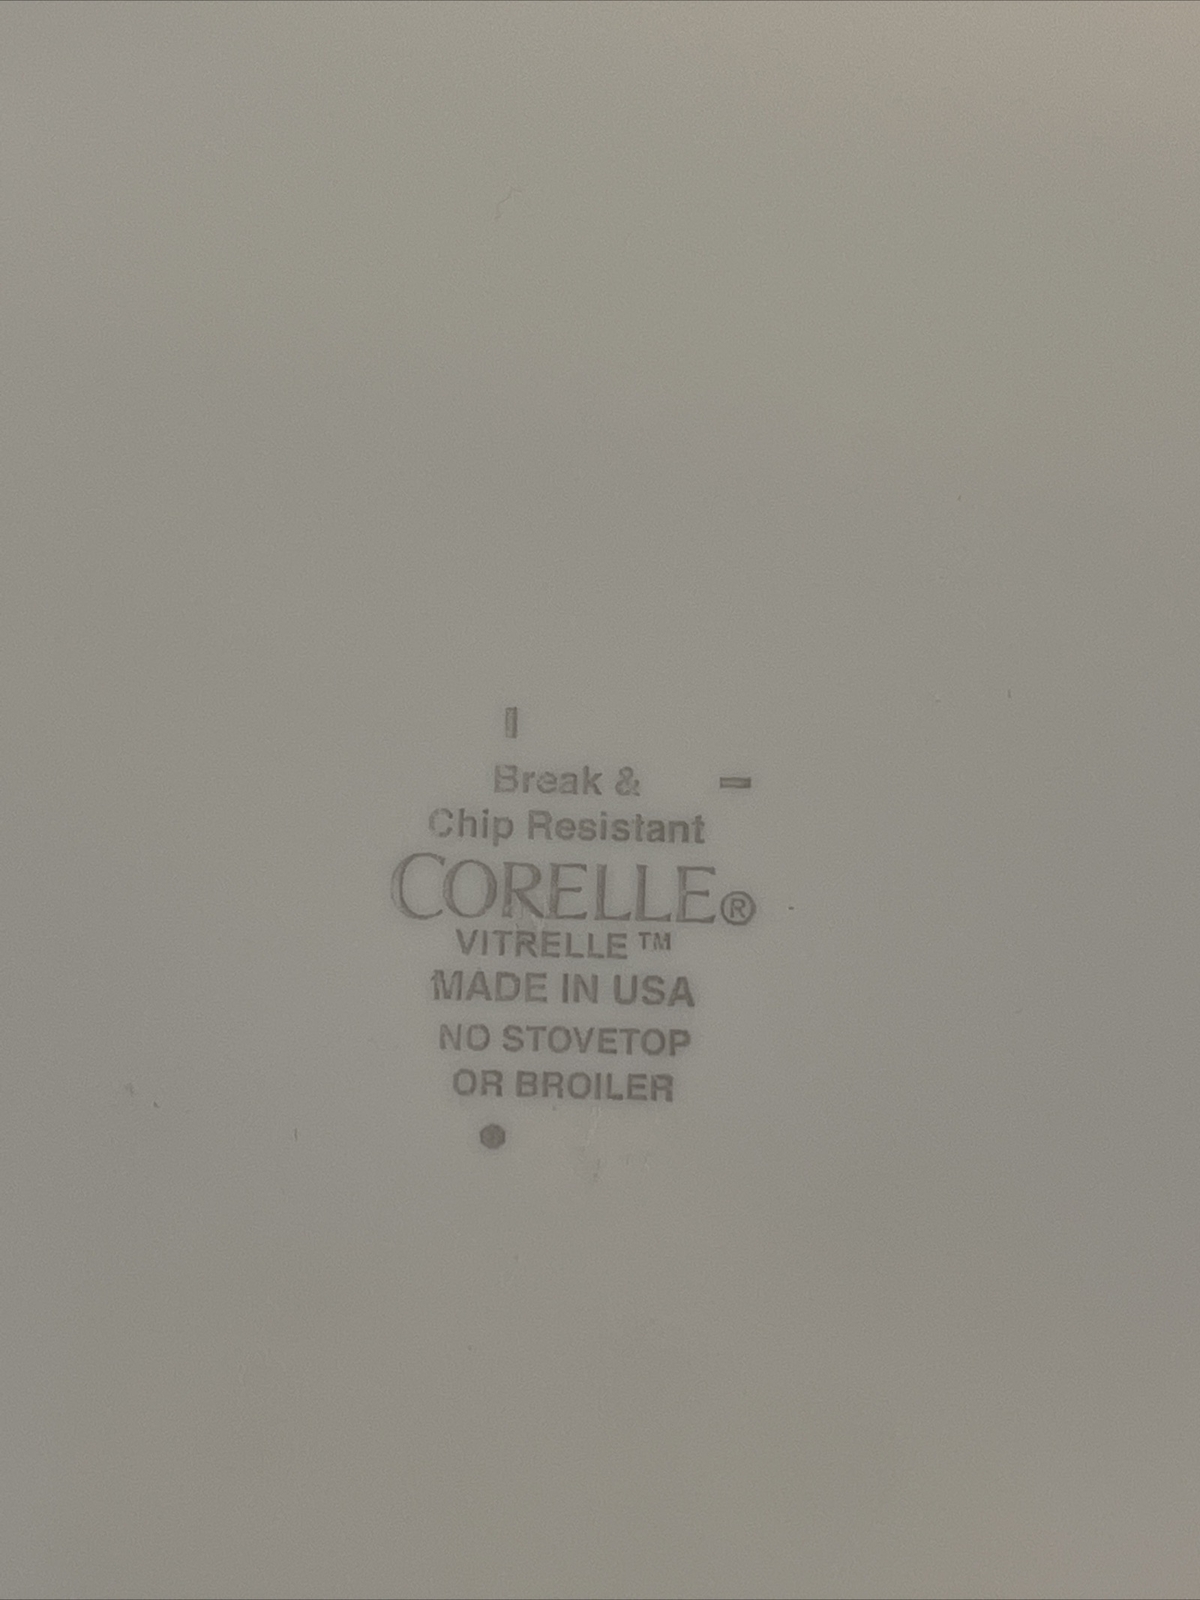 Break &
Chip Resistant
CORELLE®
VITRELLE™
MADE IN USA
NO STOVETOP
OR BROILER